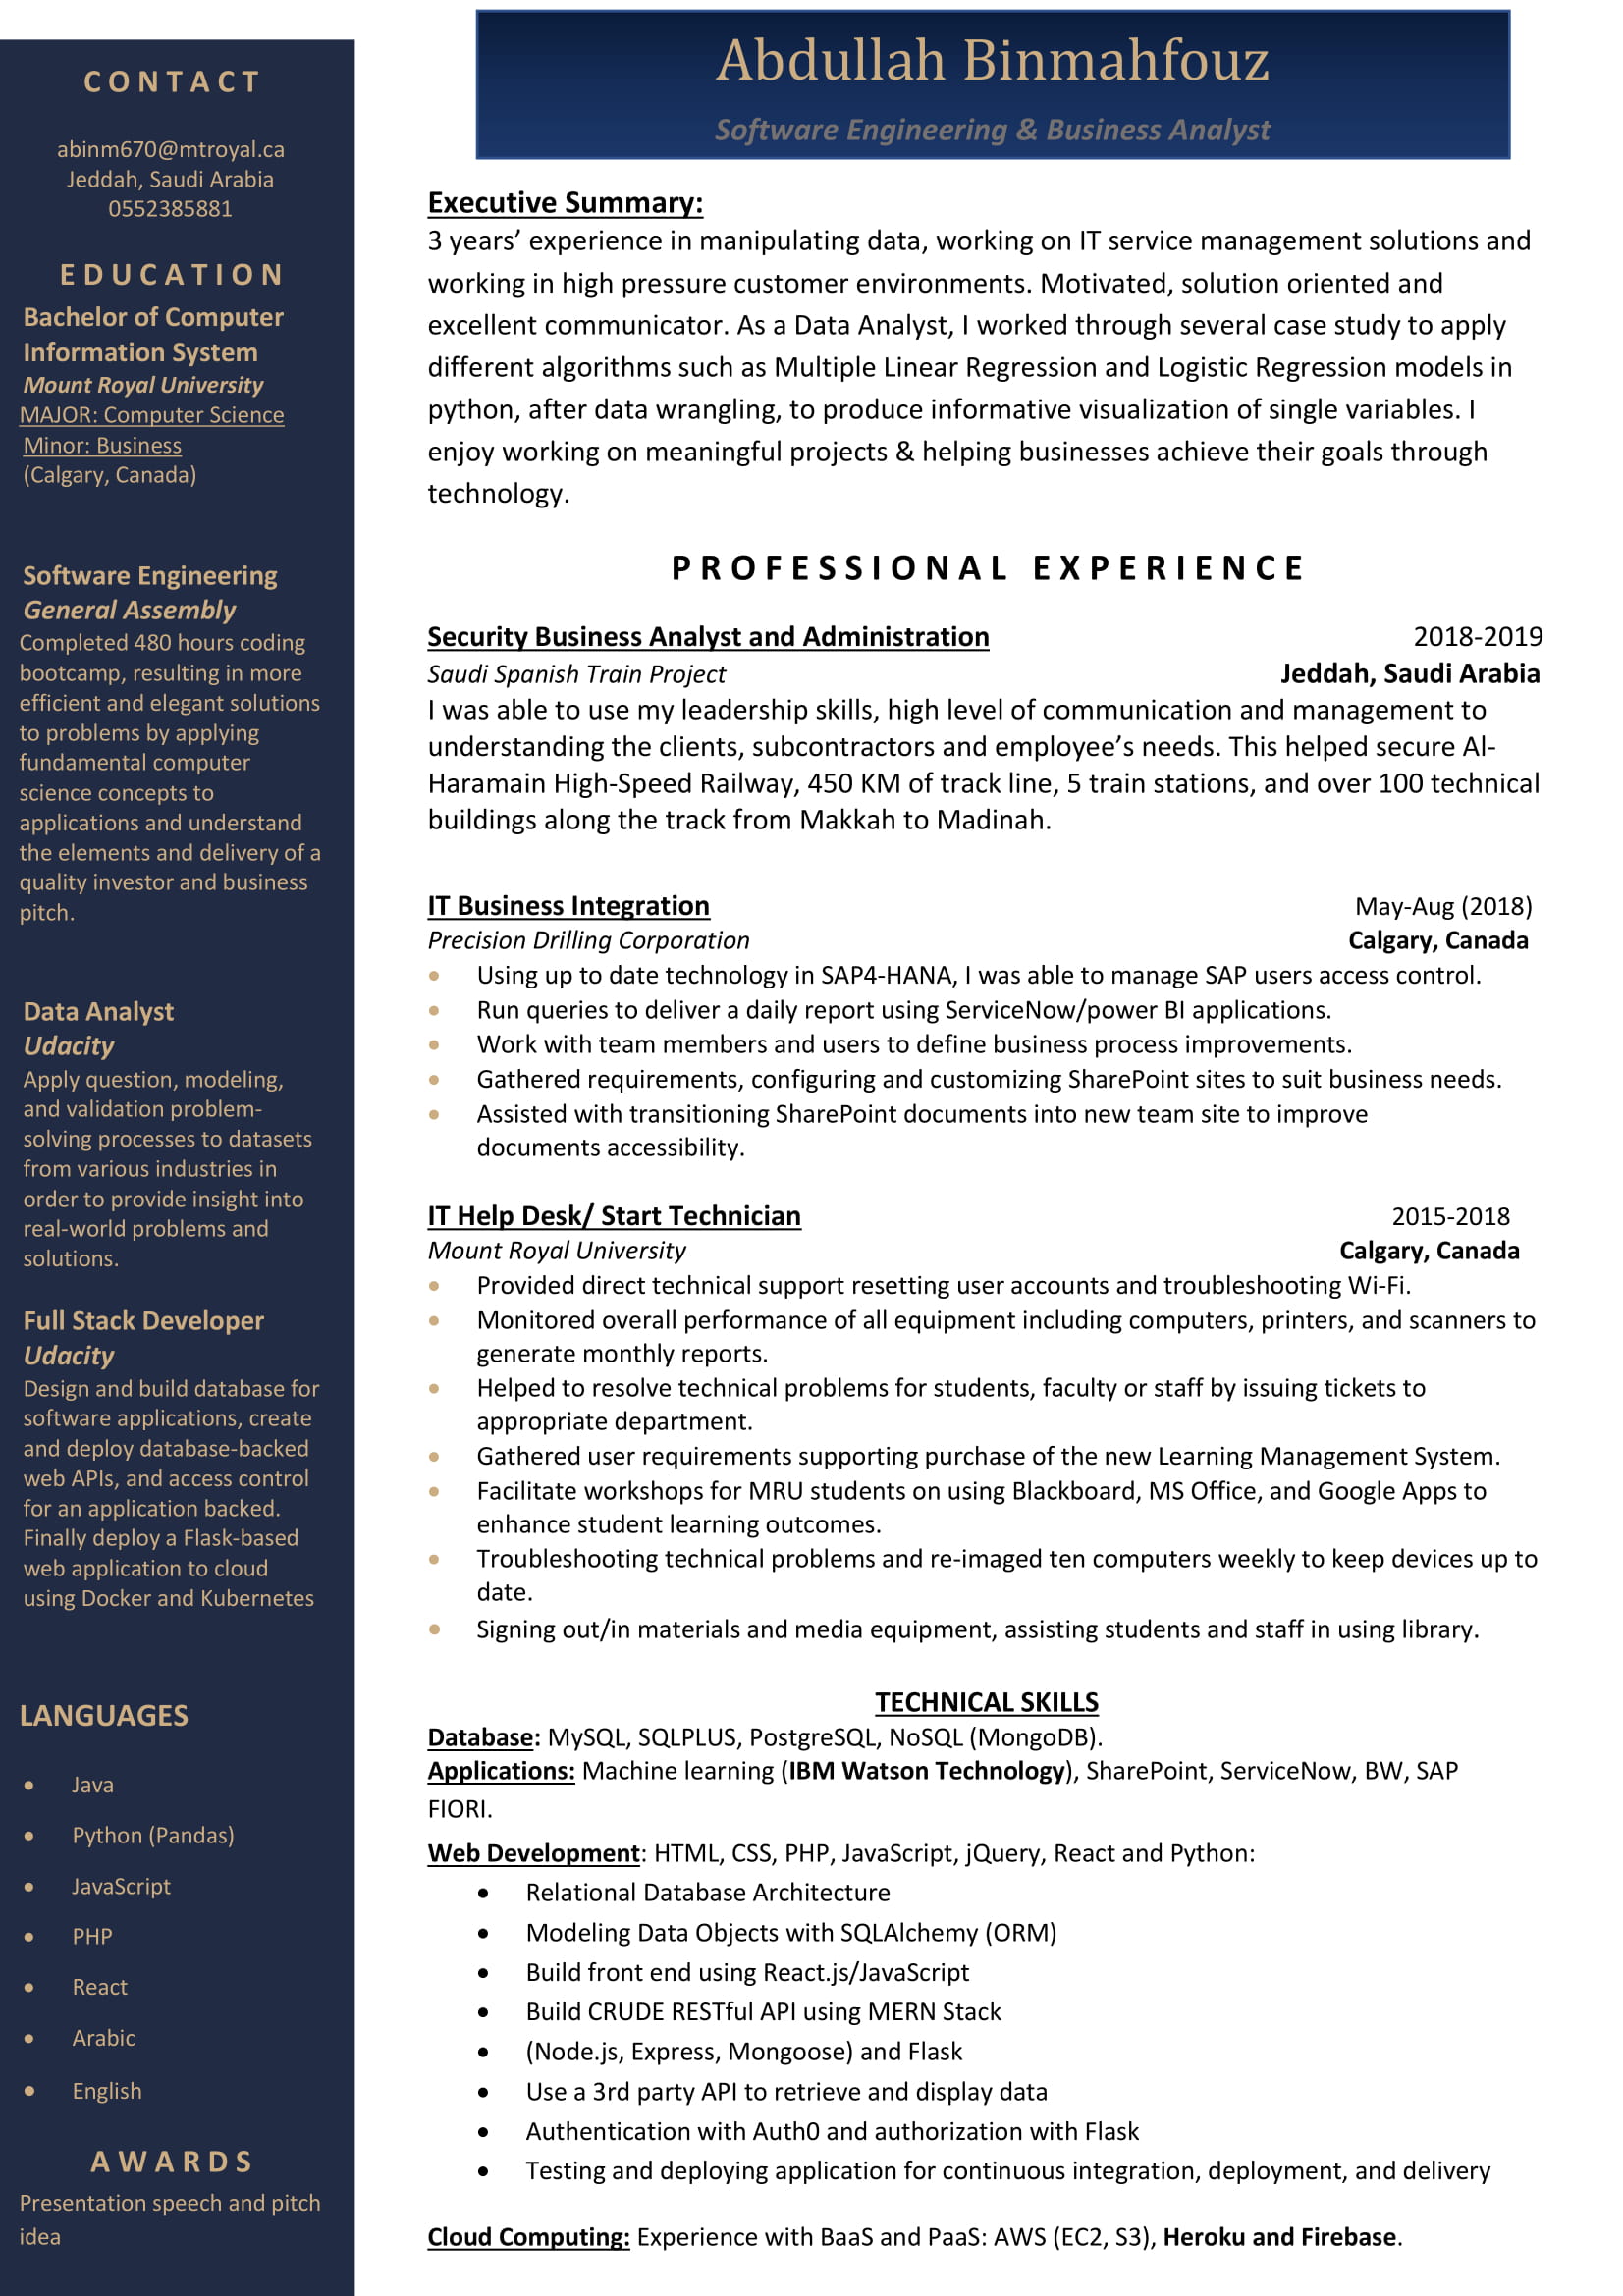 CONTACT
abinm670@mtroyal.ca
Jeddah, Saudi Arabia
0552385881
EDUCATION
Bachelor of Computer
Information System
Mount Royal University
MAJOR: Computer Science
Minor: Business
(Calgary, Canada)
Software Engineering
General Assembly
Completed 480 hours coding
bootcamp, resulting in more
efficient and elegant solutions
to problems by applying
fundamental computer
science concepts to
applications and understand
the elements and delivery of a
quality investor and business
pitch.
Data Analyst
Udacity
Apply question, modeling,
and validation problem-
solving processes to datasets
from various industries in
order to provide insight into
real-world problems and
solutions.
Full Stack Developer
Udacity
Design and build database for
software applications, create
and deploy database-backed
web APIs, and access control
for an application backed.
Finally deploy a Flask-based
web application to cloud
using Docker and Kubernetes
LANGUAGES
• Java
• Python (Pandas)
• JavaScript
• PHP
• React
• Arabic
• English
AWARDS
Presentation speech and pitch
idea
Abdullah Binmahfouz
Software Engineering & Business Analyst
Executive Summary:
3 years’ experience in manipulating data, working on IT service management solutions and
working in high pressure customer environments. Motivated, solution oriented and
excellent communicator. As a Data Analyst, I worked through several case study to apply
different algorithms such as Multiple Linear Regression and Logistic Regression models in
python, after data wrangling, to produce informative visualization of single variables. I
enjoy working on meaningful projects & helping businesses achieve their goals through
technology.
PROFESSIONAL EXPERIENCE
Security Business Analyst and Administration 2018-2019
Saudi Spanish Train Project Jeddah, Saudi Arabia
I was able to use my leadership skills, high level of communication and management to
understanding the clients, subcontractors and employee’s needs. This helped secure Al-
Haramain High-Speed Railway, 450 KM of track line, 5 train stations, and over 100 technical
buildings along the track from Makkah to Madinah.
IT Business Integration May-Aug (2018)
Precision Drilling Corporation Calgary, Canada
• Using up to date technology in SAP4-HANA, I was able to manage SAP users access control.
• Run queries to deliver a daily report using ServiceNow/power BI applications.
• Work with team members and users to define business process improvements.
• Gathered requirements, configuring and customizing SharePoint sites to suit business needs.
• Assisted with transitioning SharePoint documents into new team site to improve
documents accessibility.
IT Help Desk/ Start Technician 2015-2018
Mount Royal University Calgary, Canada
• Provided direct technical support resetting user accounts and troubleshooting Wi-Fi.
• Monitored overall performance of all equipment including computers, printers, and scanners to
generate monthly reports.
• Helped to resolve technical problems for students, faculty or staff by issuing tickets to
appropriate department.
• Gathered user requirements supporting purchase of the new Learning Management System.
• Facilitate workshops for MRU students on using Blackboard, MS Office, and Google Apps to
enhance student learning outcomes.
• Troubleshooting technical problems and re-imaged ten computers weekly to keep devices up to
date.
• Signing out/in materials and media equipment, assisting students and staff in using library.
TECHNICAL SKILLS
Database: MySQL, SQLPLUS, PostgreSQL, NoSQL (MongoDB).
Applications: Machine learning (IBM Watson Technology), SharePoint, ServiceNow, BW, SAP
FIORI.
Web Development: HTML, CSS, PHP, JavaScript, jQuery, React and Python:
• Relational Database Architecture
• Modeling Data Objects with SQLAlchemy (ORM)
• Build front end using React.js/JavaScript
• Build CRUDE RESTful API using MERN Stack
• (Node.js, Express, Mongoose) and Flask
• Use a 3rd party API to retrieve and display data
• Authentication with Auth0 and authorization with Flask
• Testing and deploying application for continuous integration, deployment, and delivery
Cloud Computing: Experience with BaaS and PaaS: AWS (EC2, S3), Heroku and Firebase.